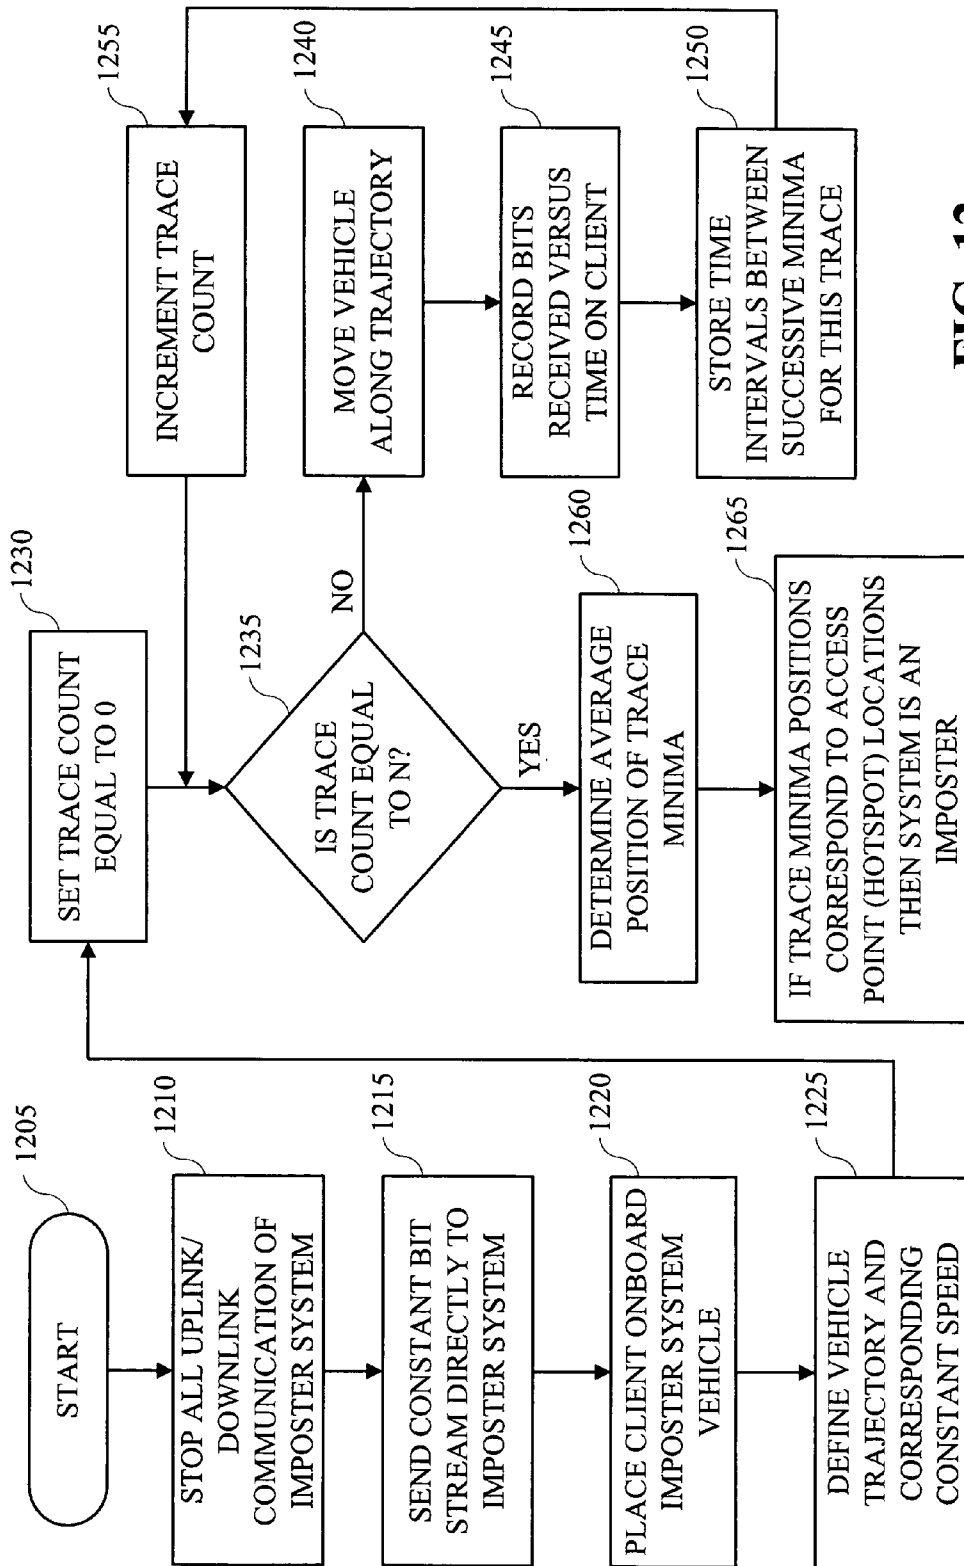 START
1205
STOP ALL UPLINK/
DOWNLINK
COMMUNICATION OF
IMPOSTER SYSTEM
1210
SEND CONSTANT BIT
STREAM DIRECTLY TO
IMPOSTER SYSTEM
1215
PLACE CLIENT ONBOARD
IMPOSTER SYSTEM
VEHICLE
1220
DEFINE VEHICLE
TRAJECTORY AND
CORRESPONDING
CONSTANT SPEED
1225
SET TRACE COUNT
EQUAL TO 0
1230
IS TRACE
COUNT EQUAL
TO N?
1235
NO
YES
DETERMINE AVERAGE
POSITION OF TRACE
MINIMA
1260
IF TRACE MINIMA POSITIONS
CORRESPOND TO ACCESS
POINT (HOTSPOT) LOCATIONS
THEN SYSTEM IS AN
IMPOSTER
1265
INCREMENT TRACE
COUNT
1255
MOVE VEHICLE
ALONG TRAJECTORY
1240
RECORD BITS
RECEIVED VERSUS
TIME ON CLIENT
1245
STORE TIME
INTERVALS BETWEEN
SUCCESSIVE MINIMA
FOR THIS TRACE
1250
FIG. 12